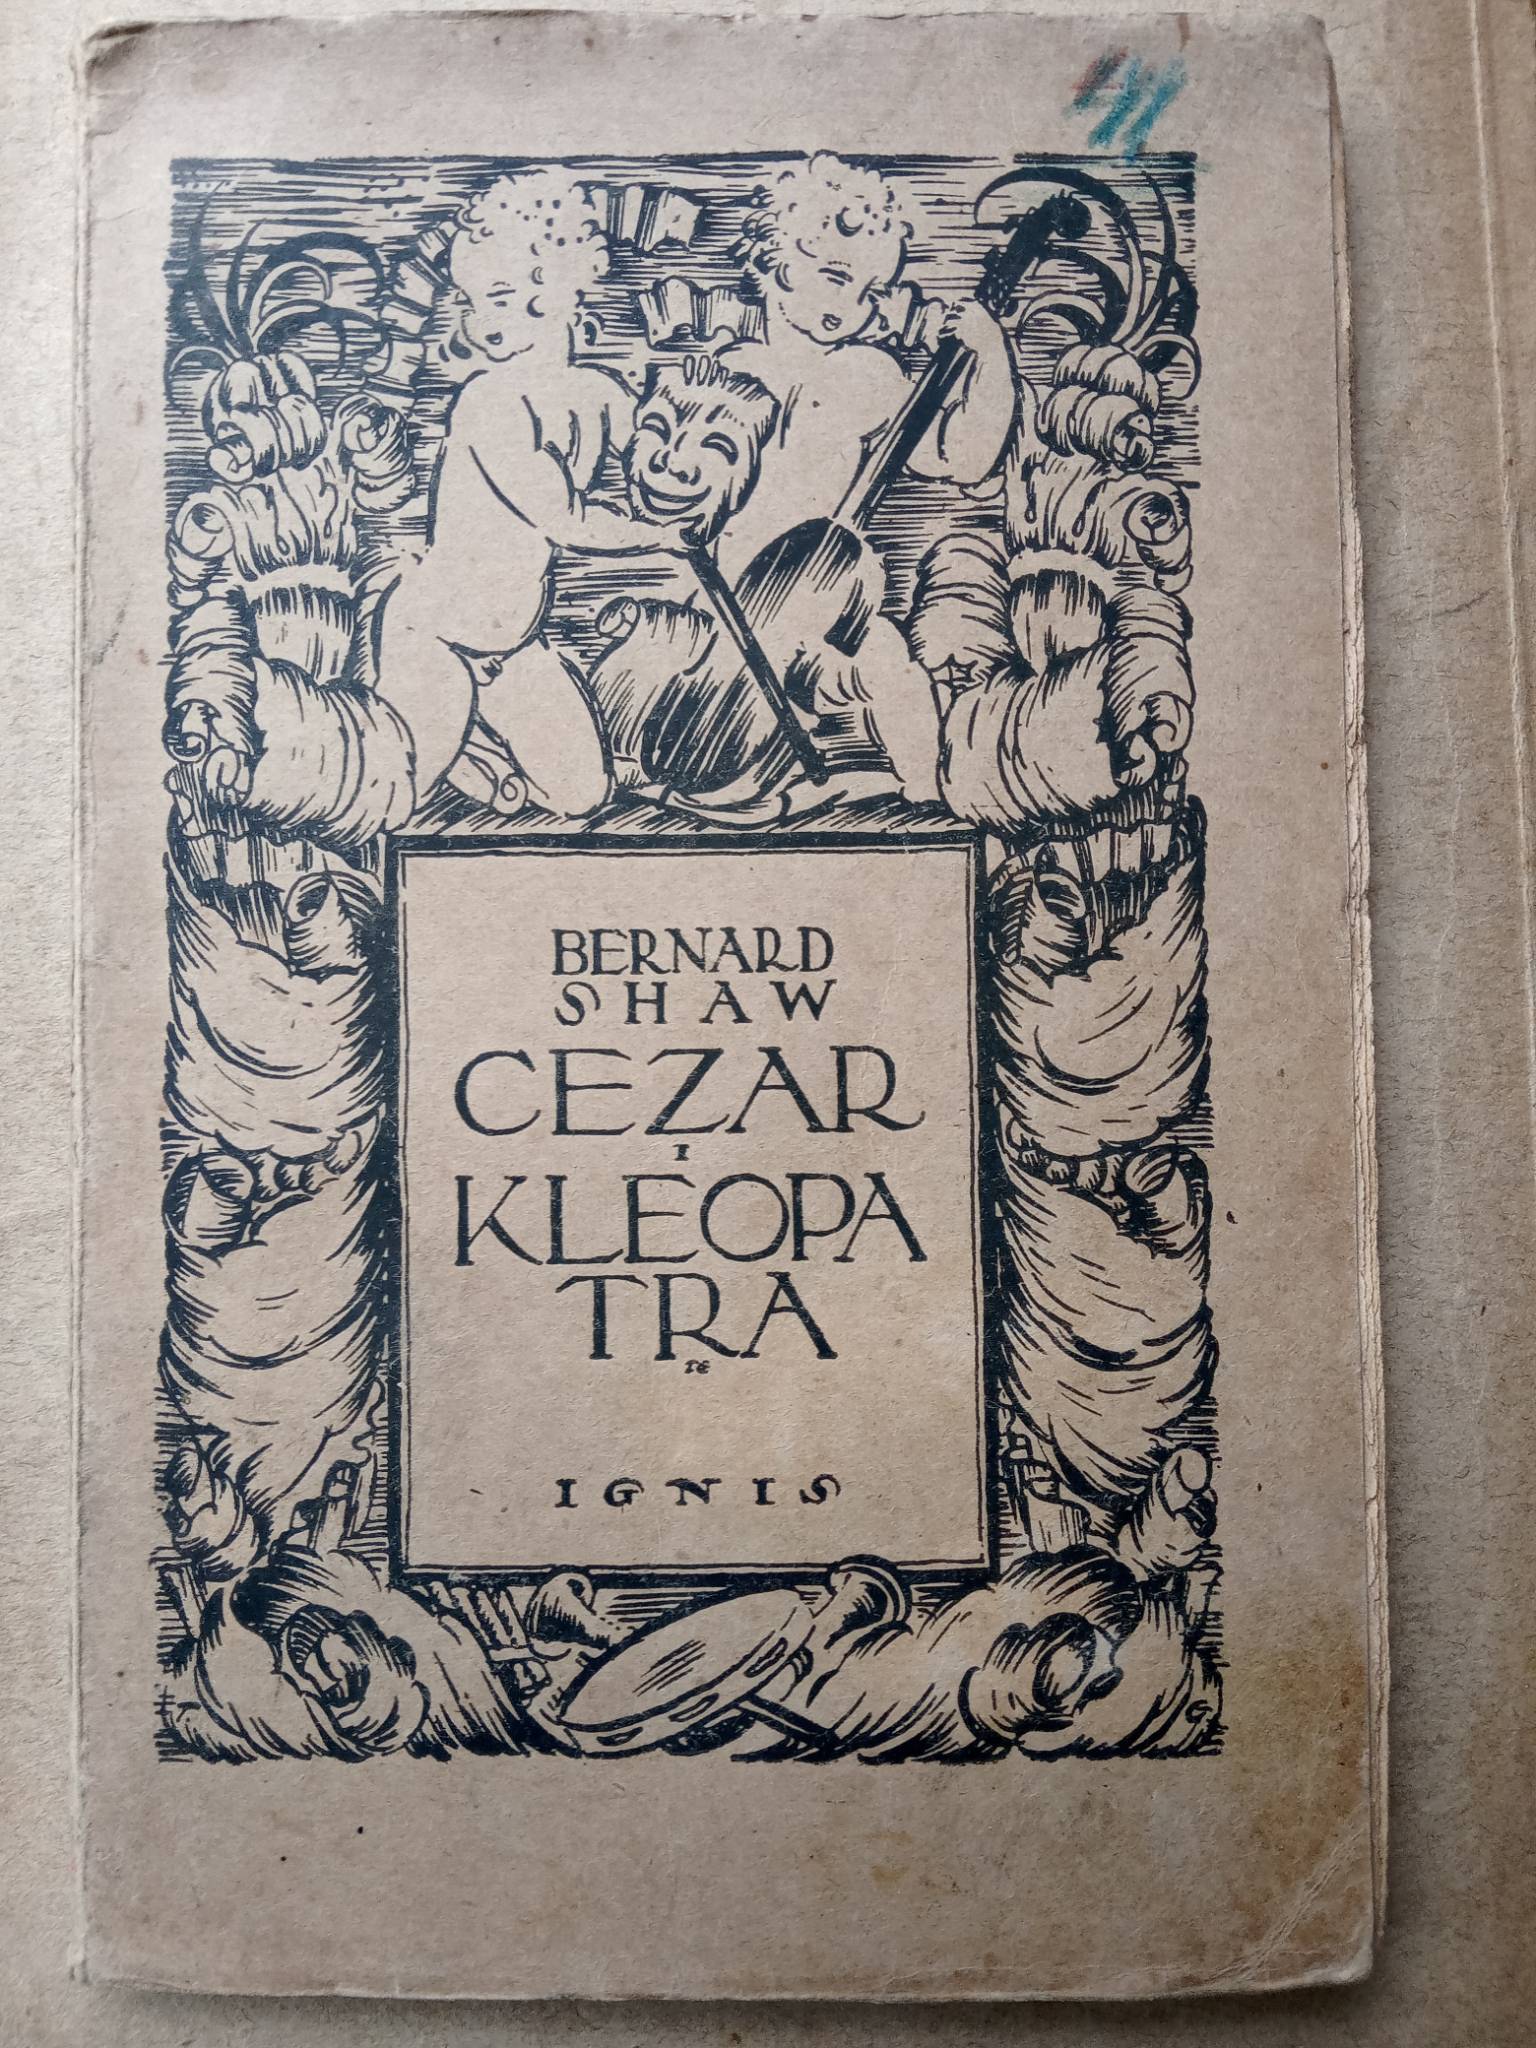 BERNARD
SHAW
CEZAR
I
KLEOPA
TRA
IGNIS